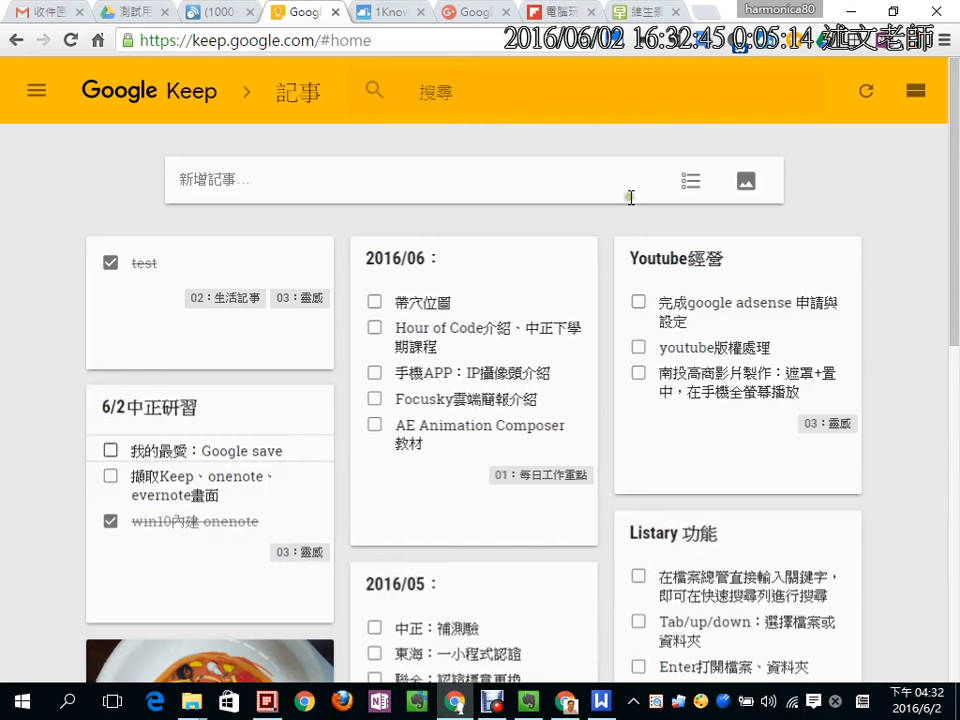 收件匣
測試用
(1000
Googl
1Know
Googl
電腦玩
維生素
harmonica80
https://keep.google.com/#home
2016/06/02 16:32:45 0:05:14 述文老師
Google Keep
記事
搜尋
新增記事…
test
02：生活記事
03：靈感
6/2中正研習
我的最愛：Google save
擷取Keep、onenote、
evernote畫面
win10內建 onenote
03：靈感
2016/06：
帶穴位圖
Hour of Code介紹、中正下學
期課程
手機APP：IP攝像頭介紹
Focusky雲端簡報介紹
AE Animation Composer
教材
01：每日工作重點
2016/05：
中正：補測驗
東海：一小程式認證
Youtube經營
完成google adsense 申請與
設定
youtube版權處理
南投高商影片製作：遮罩+置
中，在手機全螢幕播放
03：靈感
Listary 功能
在檔案總管直接輸入關鍵字，
即可在快速搜尋列進行搜尋
Tab/up/down：選擇檔案或
資料夾
Enter打開檔案、資料夾
下午 04:32
2016/6/2